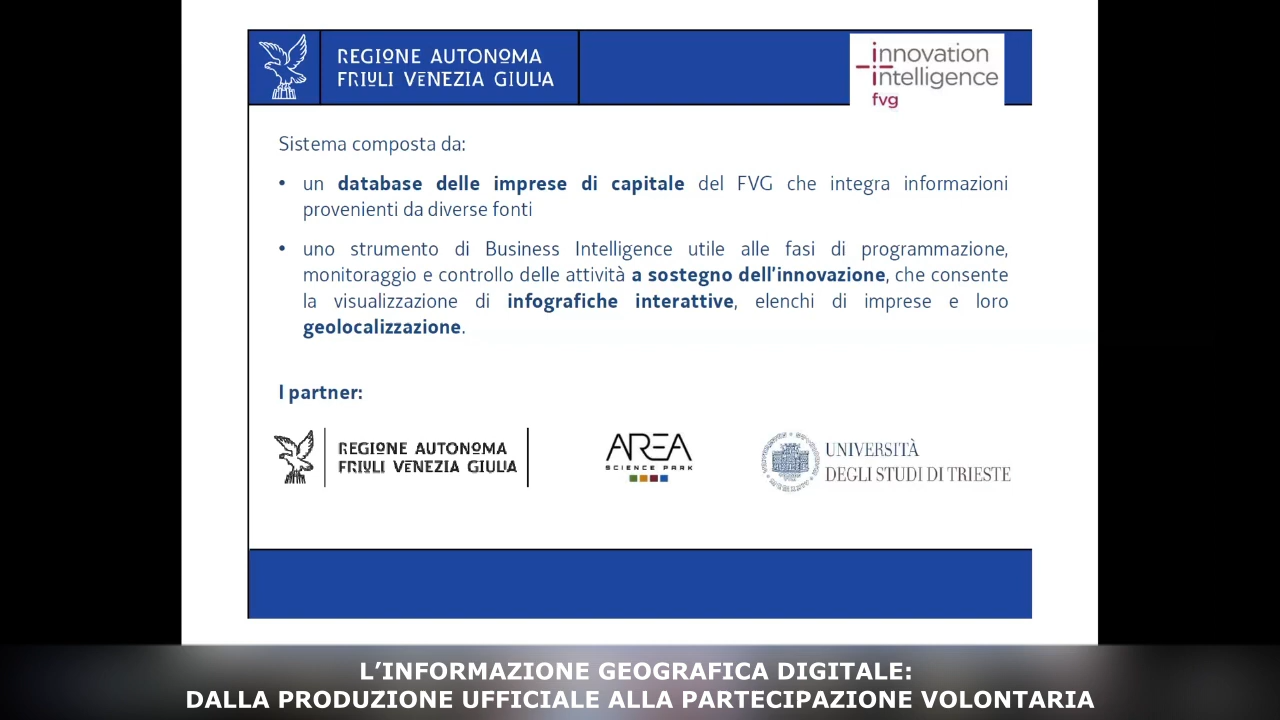 REGIONE AUTONOMA
FRIULI VENEZIA GIULIA
innovation
intelligence
fvg
Sistema composta da:
• un database delle imprese di capitale del FVG che integra informazioni
provenienti da diverse fonti
• uno strumento di Business Intelligence utile alle fasi di programmazione,
monitoraggio e controllo delle attività a sostegno dell'innovazione, che consente
la visualizzazione di infografiche interattive, elenchi di imprese e loro
geolocalizzazione.
I partner:
REGIONE AUTONOMA
FRIULI VENEZIA GIULIA
AREA
SCIENCE PARK
UNIVERSITÀ
DEGLI STUDI DI TRIESTE
L'INFORMAZIONE GEOGRAFICA DIGITALE:
DALLA PRODUZIONE UFFICIALE ALLA PARTECIPAZIONE VOLONTARIA